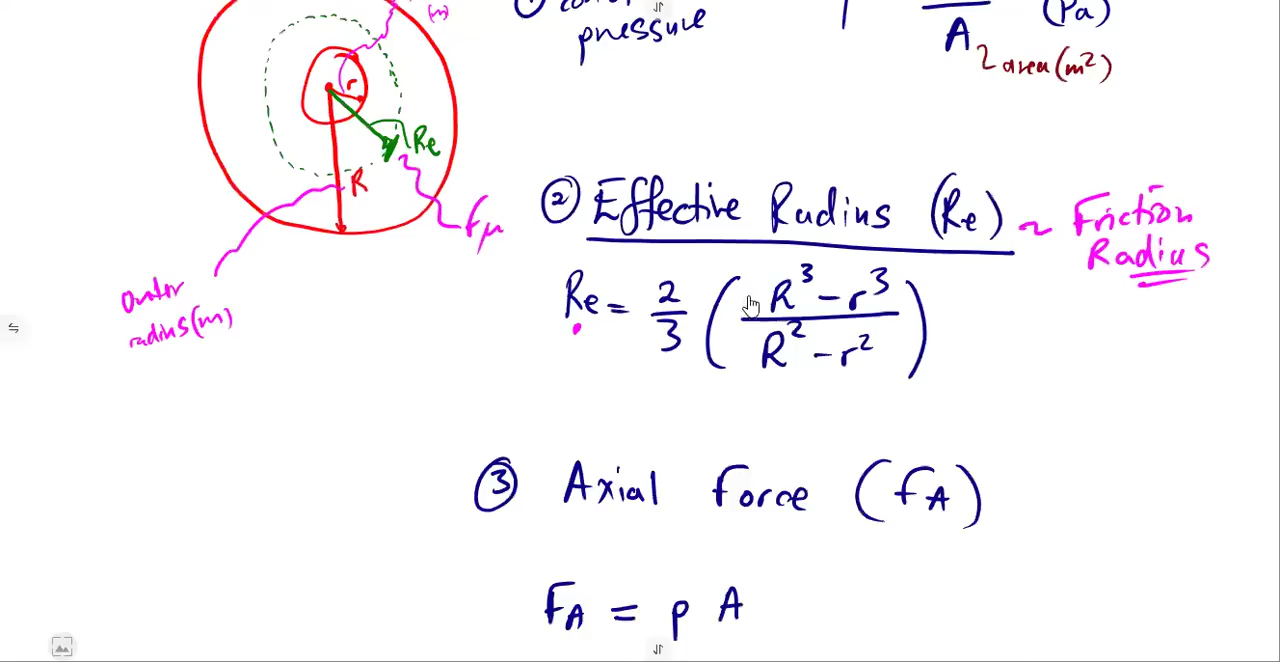 (m)
r
Re
R
Fμ
radius(m)
pressure
A
(Pa)
area(m²)
② Effective Radius (Re) ~ Friction
Radius
Re = 2/3 ( R³ - r³ / R² - r² )
③ Axial Force (FA)
FA = p A